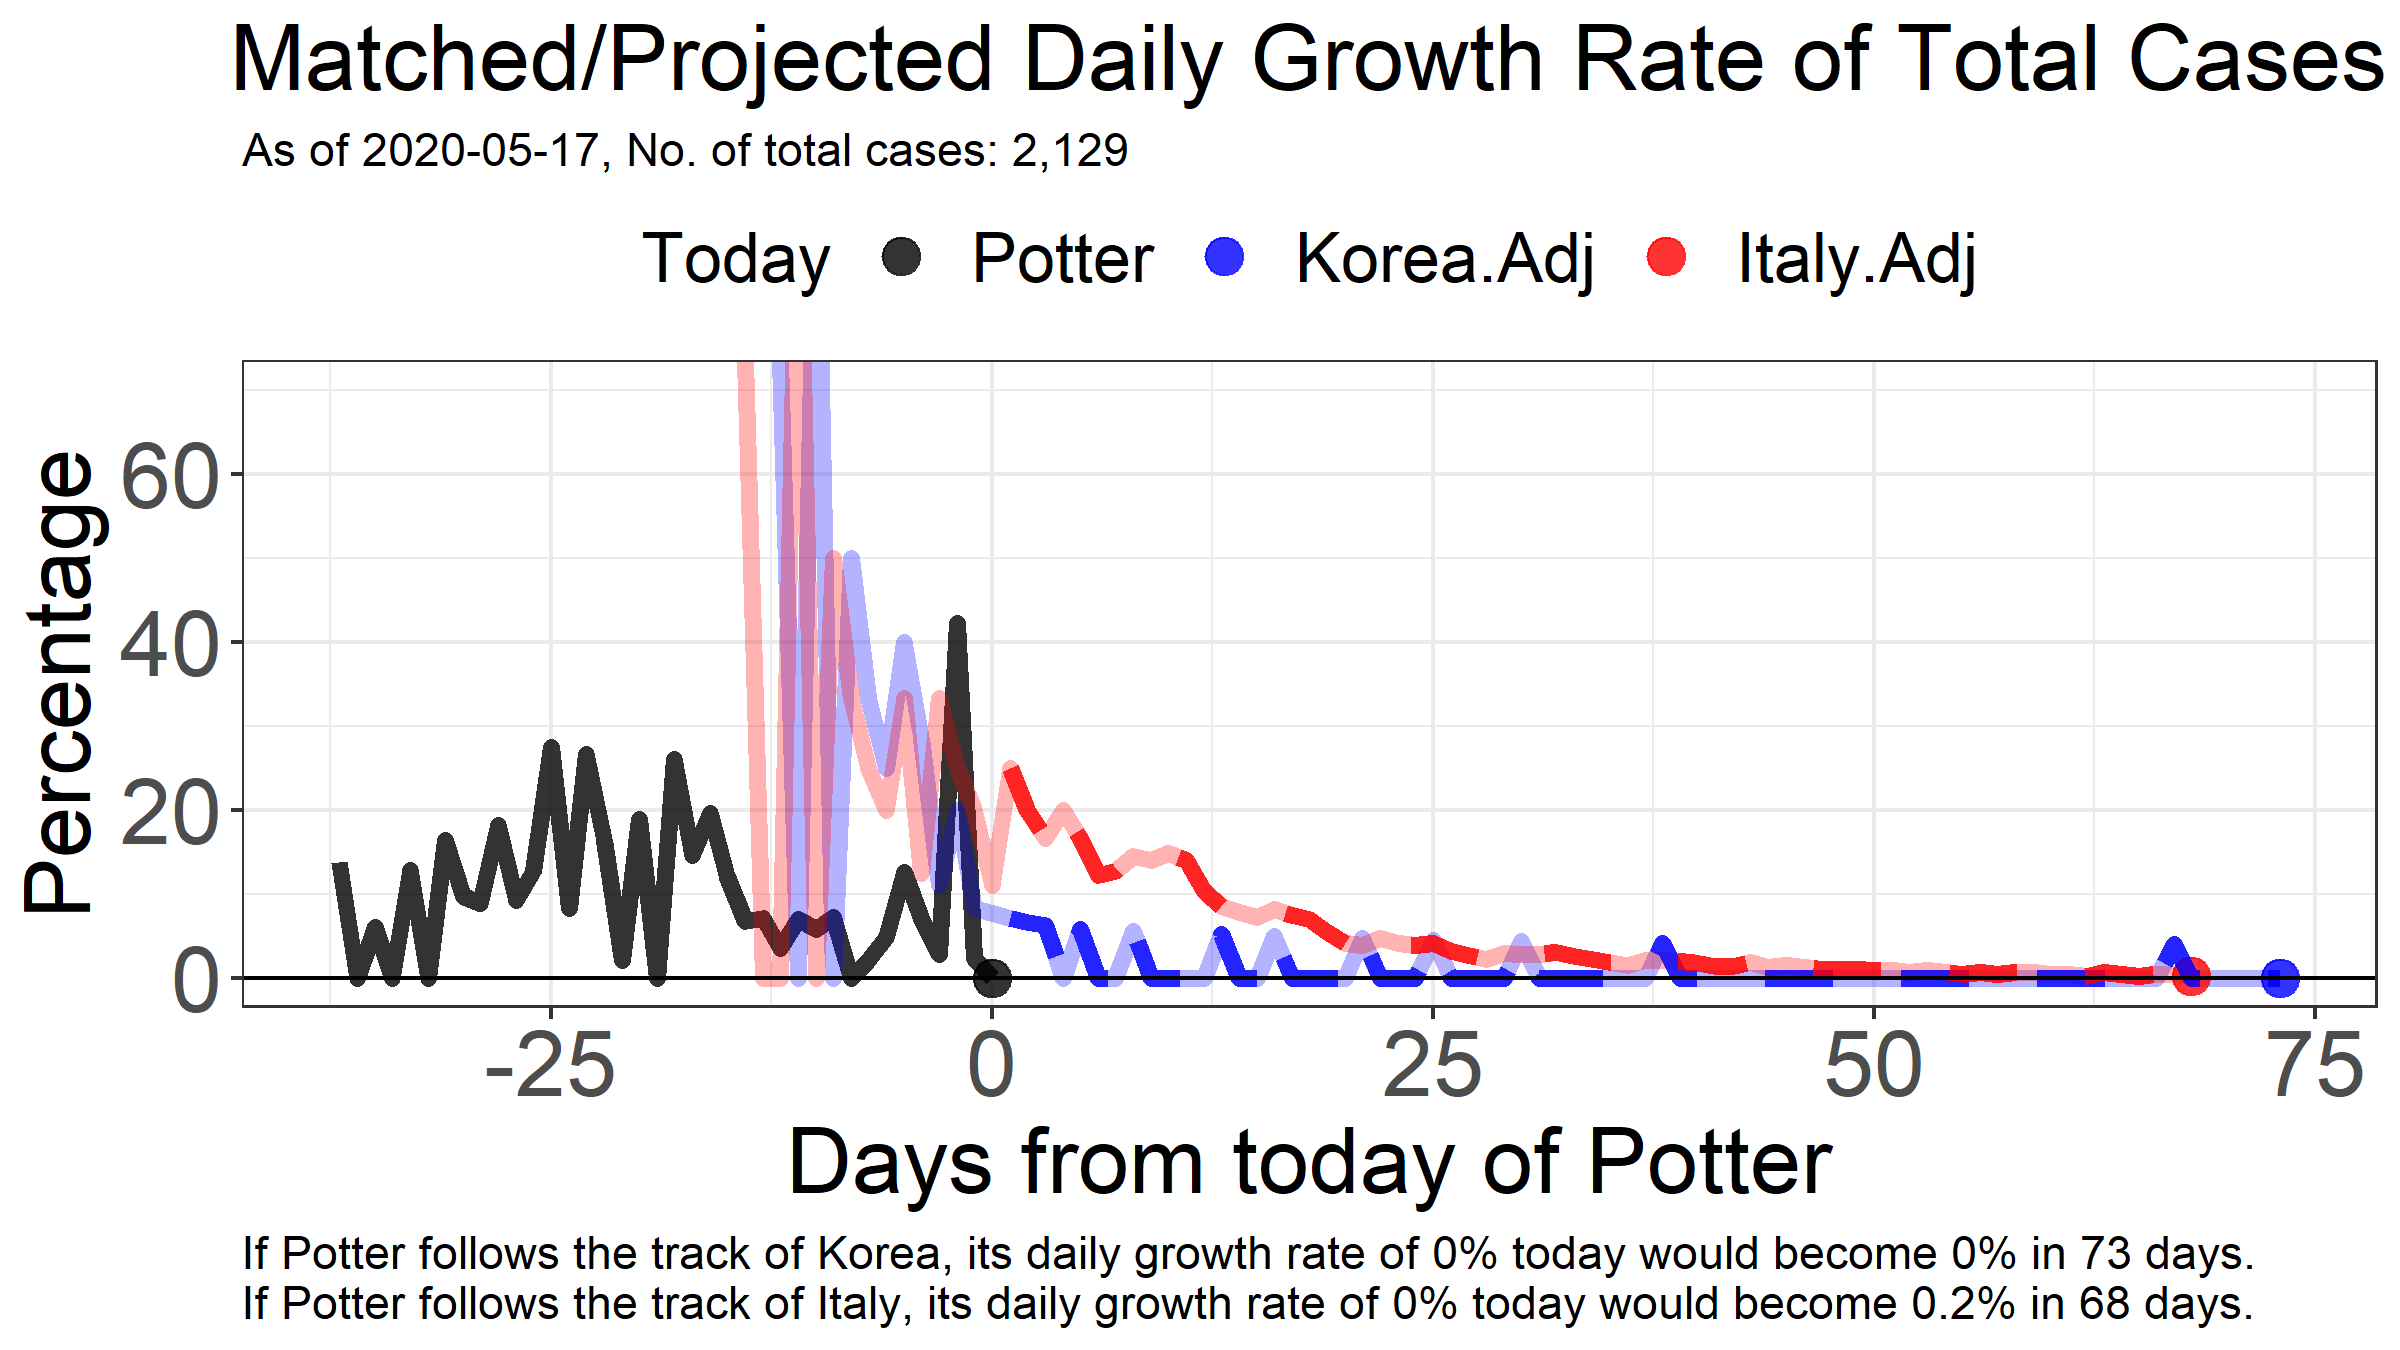 Matched/Projected Daily Growth Rate of Total Cases
As of 2020-05-17, No. of total cases: 2,129
Today Potter Korea.Adj Italy.Adj
Percentage
60
40
20
0
-25 0 25 50 75
Days from today of Potter
If Potter follows the track of Korea, its daily growth rate of 0% today would become 0% in 73 days.
If Potter follows the track of Italy, its daily growth rate of 0% today would become 0.2% in 68 days.